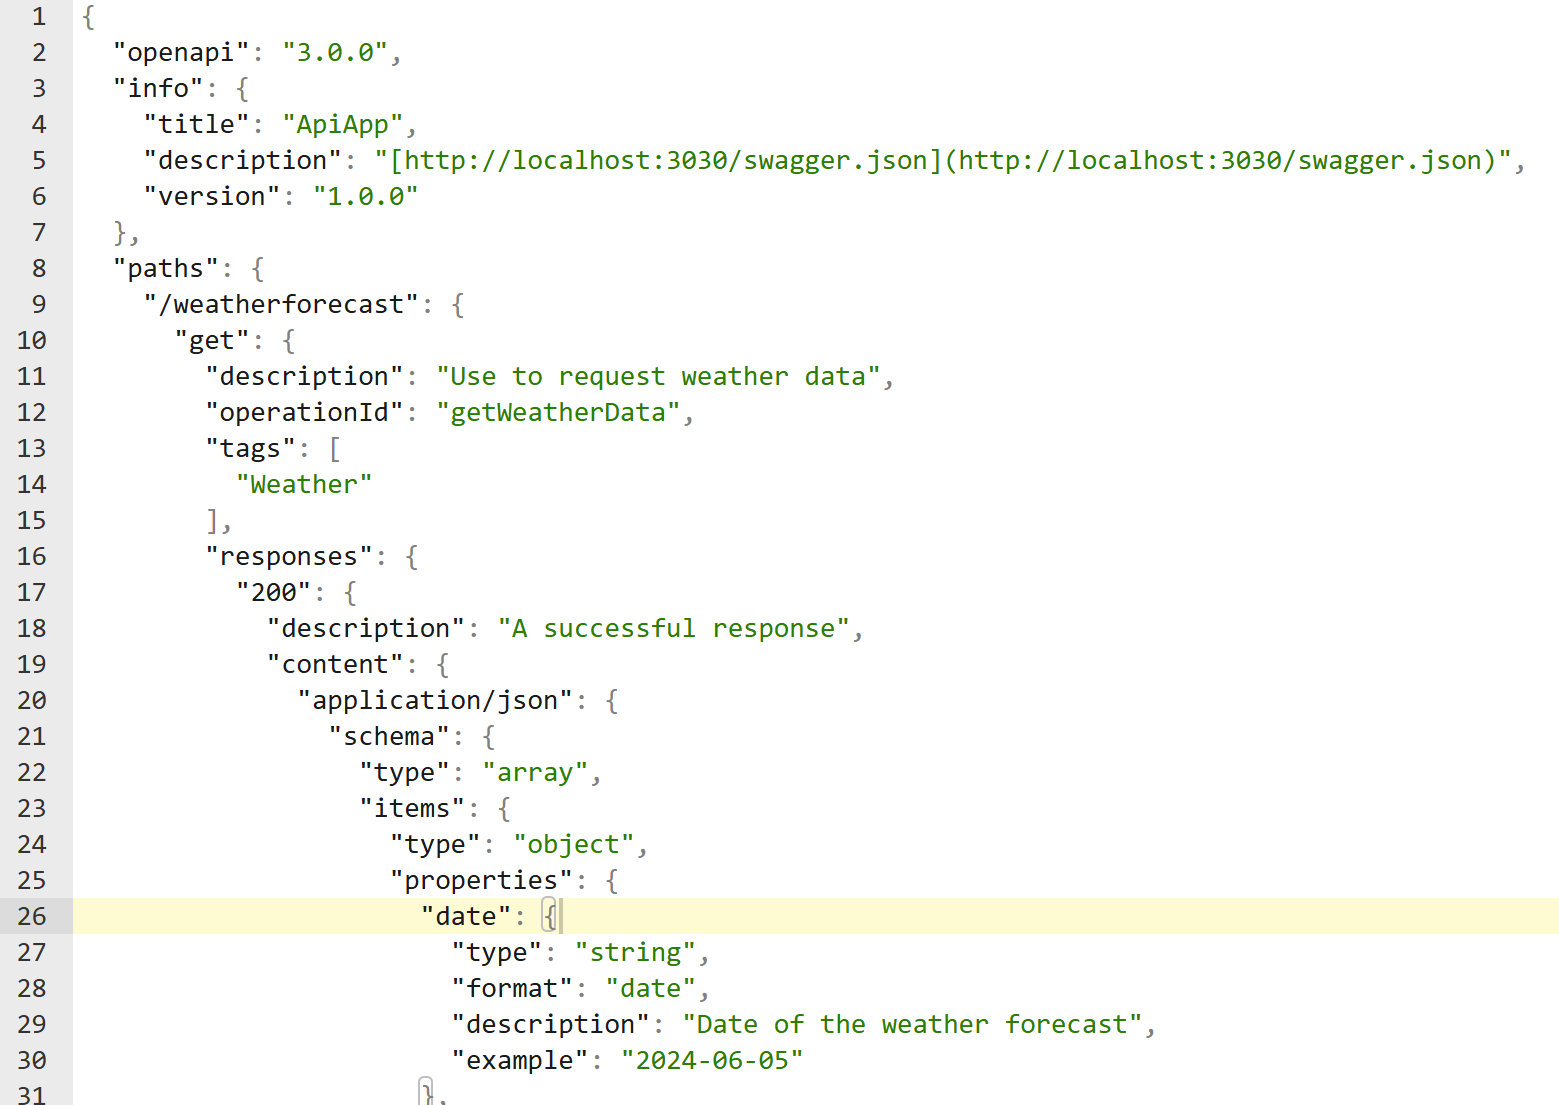 1 {
2   "openapi": "3.0.0",
3   "info": {
4     "title": "ApiApp",
5     "description": "[http://localhost:3030/swagger.json](http://localhost:3030/swagger.json)",
6     "version": "1.0.0"
7   },
8   "paths": {
9     "/weatherforecast": {
10       "get": {
11         "description": "Use to request weather data",
12         "operationId": "getWeatherData",
13         "tags": [
14           "Weather"
15         ],
16         "responses": {
17           "200": {
18             "description": "A successful response",
19             "content": {
20               "application/json": {
21                 "schema": {
22                   "type": "array",
23                   "items": {
24                     "type": "object",
25                     "properties": {
26                       "date": {
27                         "type": "string",
28                         "format": "date",
29                         "description": "Date of the weather forecast",
30                         "example": "2024-06-05"
31                       },